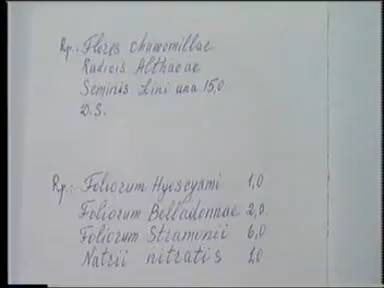 Rp.: Flores chamomillae
Radicis Althaeae
Seminis Lini ana 15,0
D.S.
Rp.: Foliorum Hyoscyami 1,0
Foliorum Belladonnae 2,0
Foliorum Stramonii 6,0
Natrii nitratis 1,0